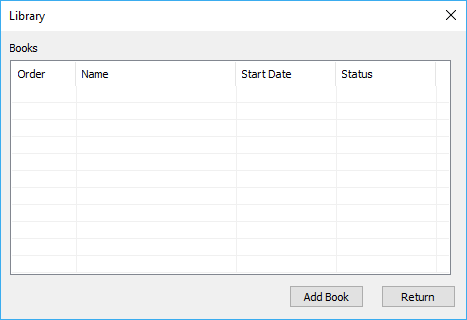 Library
Books
Order Name Start Date Status
Add Book Return